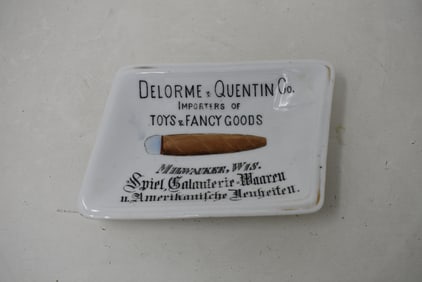 DELORME & QUENTIN CO.
IMPORTERS OF
TOYS & FANCY GOODS
MILWAUKEE, WIS.
Spiel, Galanterie-Waaren
u. Amerikanische Neuheiten.